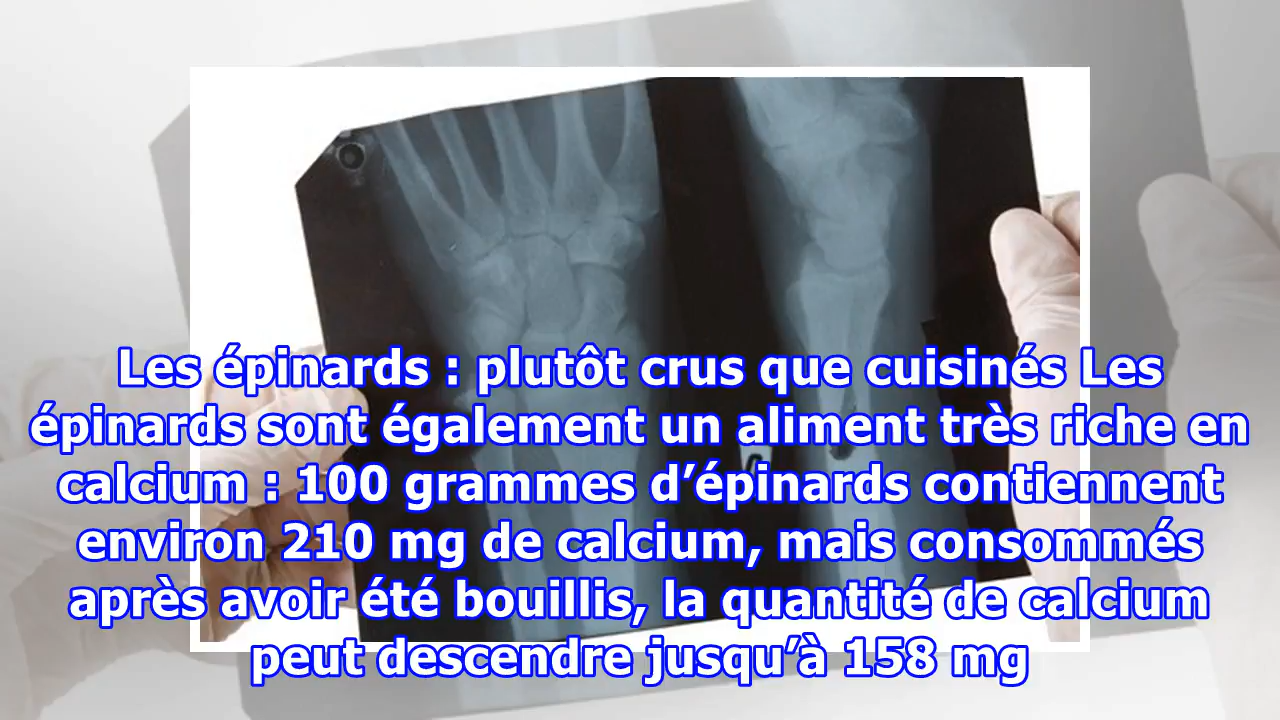 Les épinards : plutôt crus que cuisinés Les
épinards sont également un aliment très riche en
calcium : 100 grammes d’épinards contiennent
environ 210 mg de calcium, mais consommés
après avoir été bouillis, la quantité de calcium
peut descendre jusqu’à 158 mg